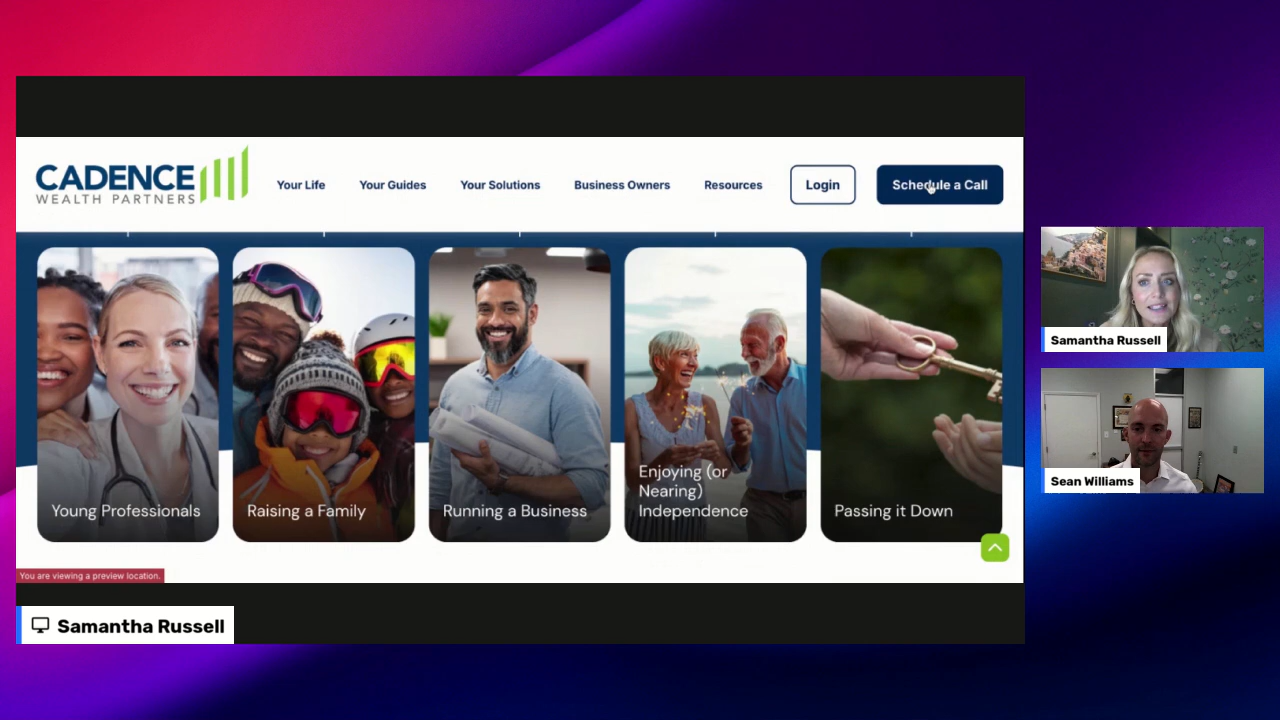 CADENCE
WEALTH PARTNERS
Your Life
Your Guides
Your Solutions
Business Owners
Resources
Login
Schedule a Call
Young Professionals
Raising a Family
Running a Business
Enjoying (or
Nearing)
Independence
Passing it Down
You are viewing a preview location.
Samantha Russell
Samantha Russell
Sean Williams